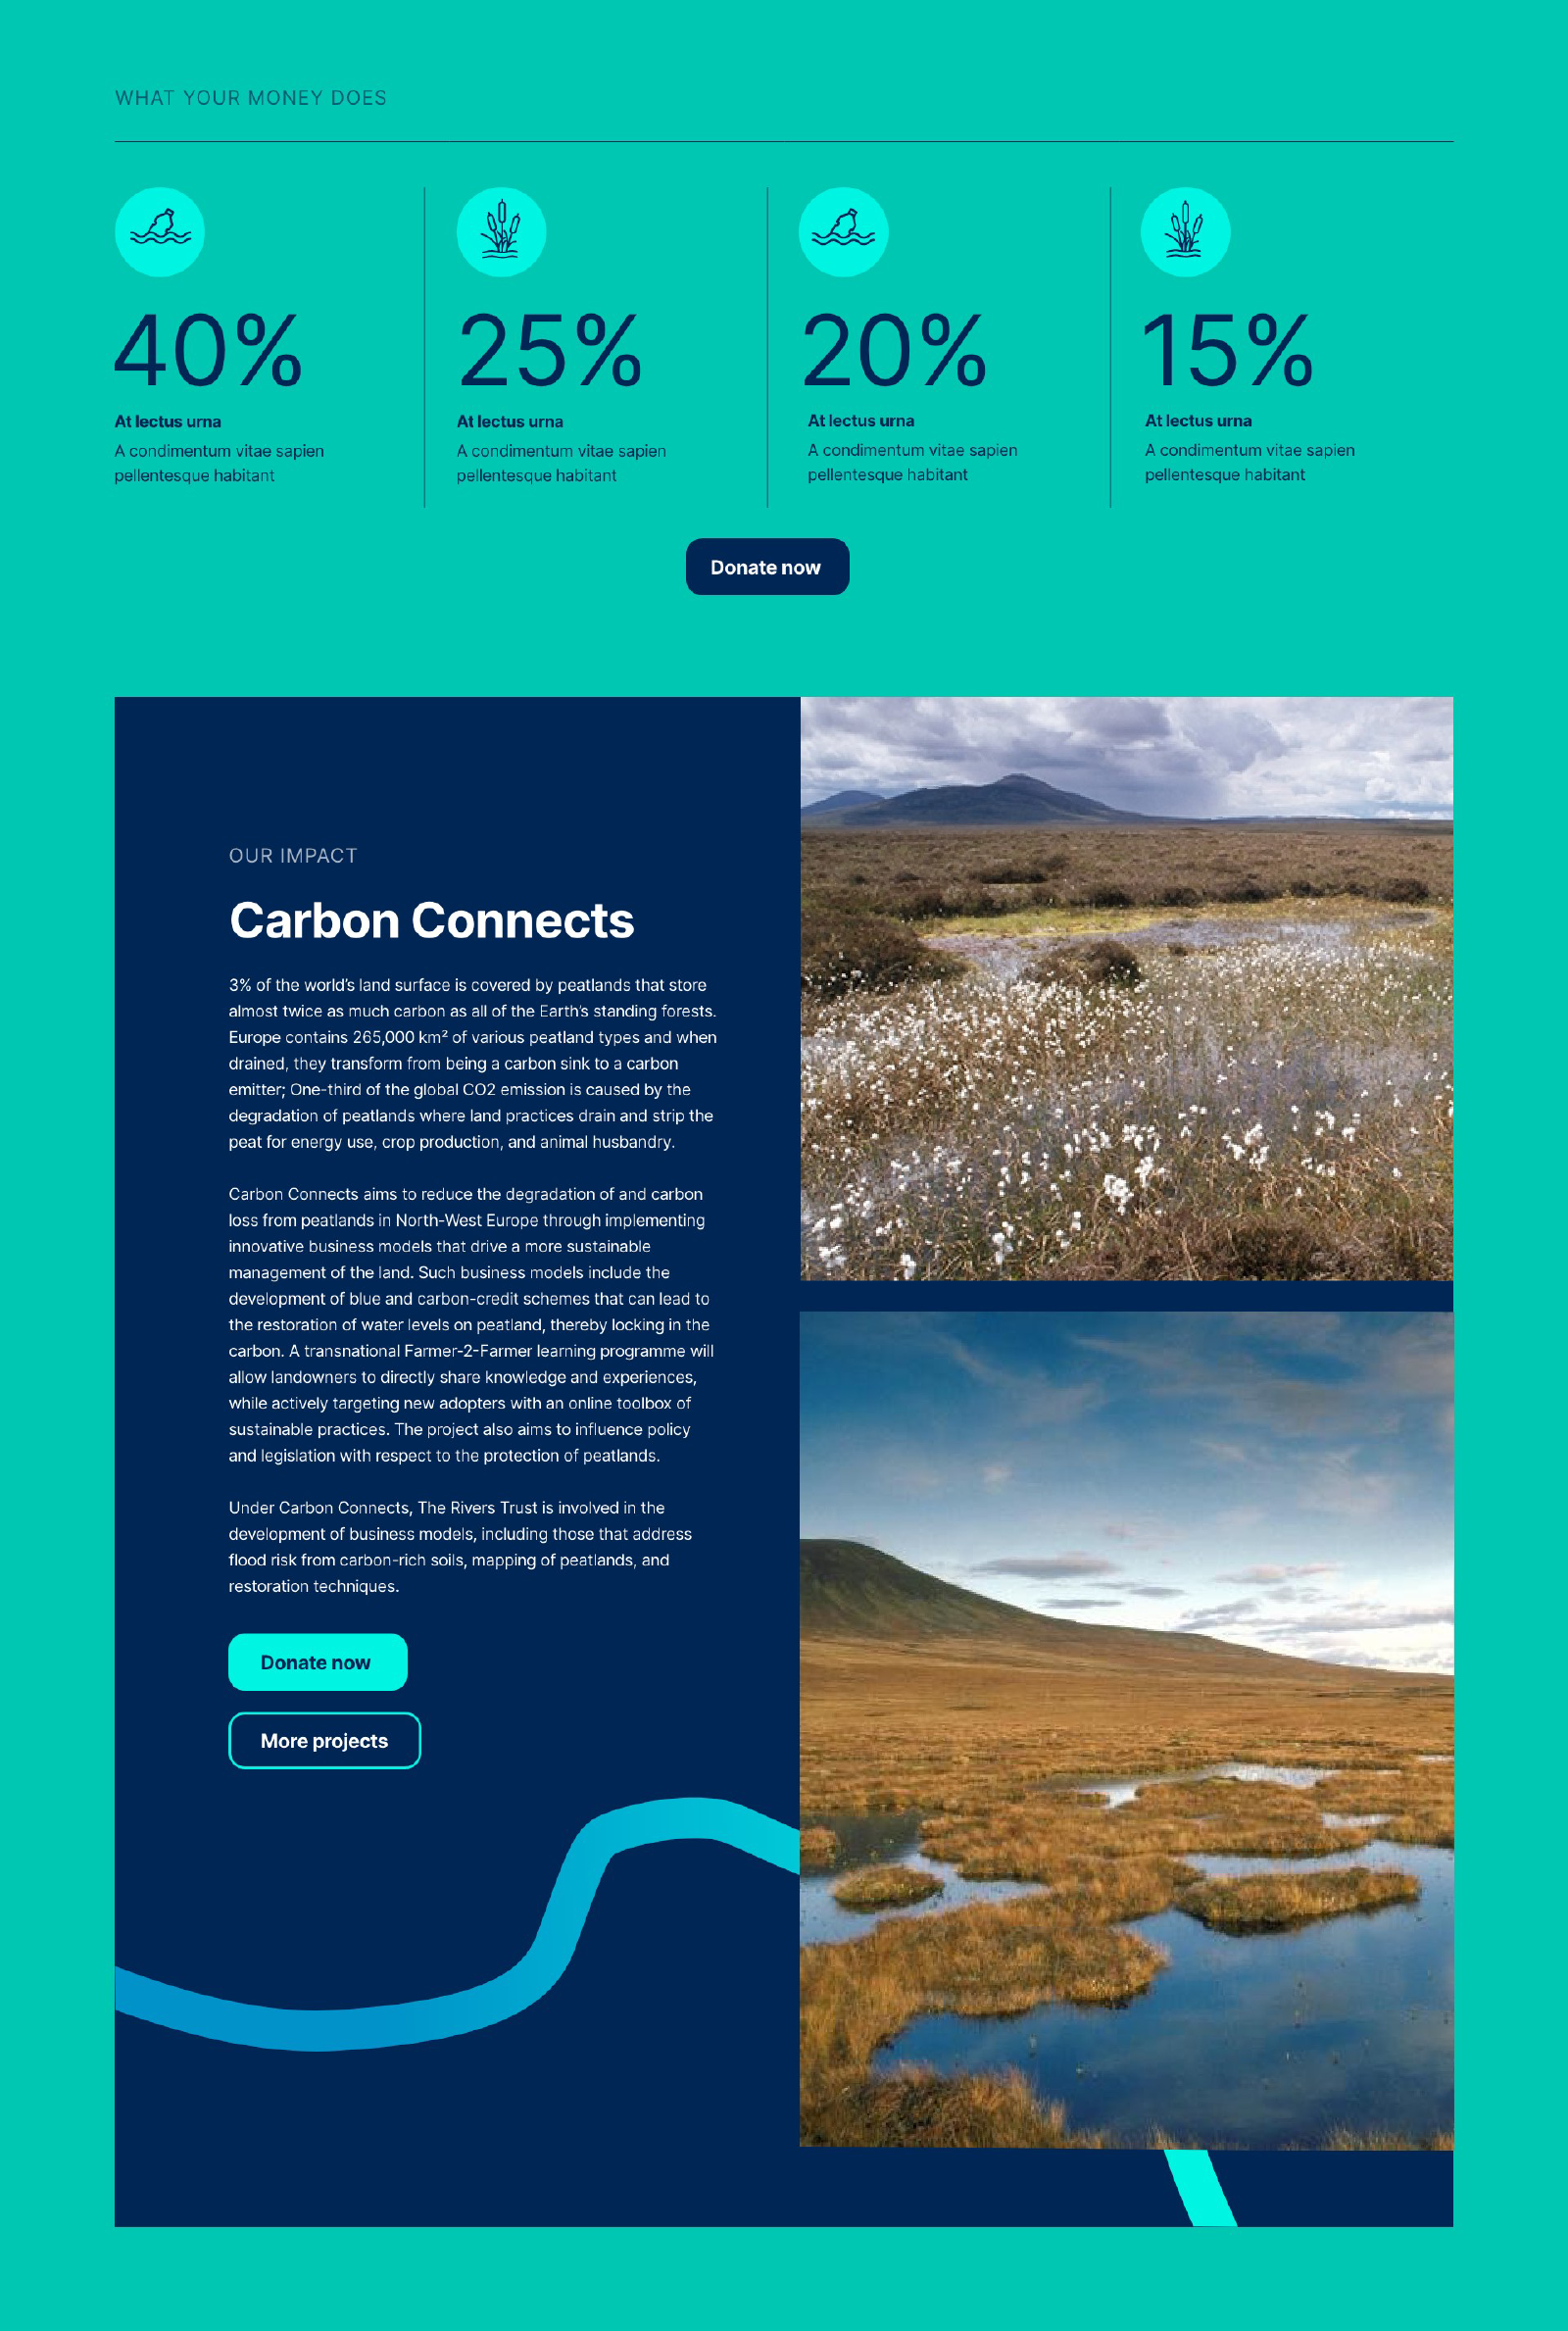 WHAT YOUR MONEY DOES
40%
At lectus urna
A condimentum vitae sapien
pellentesque habitant
25%
At lectus urna
A condimentum vitae sapien
pellentesque habitant
20%
At lectus urna
A condimentum vitae sapien
pellentesque habitant
15%
At lectus urna
A condimentum vitae sapien
pellentesque habitant
Donate now
OUR IMPACT
Carbon Connects
3% of the world’s land surface is covered by peatlands that store
almost twice as much carbon as all of the Earth’s standing forests.
Europe contains 265,000 km² of various peatland types and when
drained, they transform from being a carbon sink to a carbon
emitter; One-third of the global CO2 emission is caused by the
degradation of peatlands where land practices drain and strip the
peat for energy use, crop production, and animal husbandry.
Carbon Connects aims to reduce the degradation of and carbon
loss from peatlands in North-West Europe through implementing
innovative business models that drive a more sustainable
management of the land. Such business models include the
development of blue and carbon-credit schemes that can lead to
the restoration of water levels on peatland, thereby locking in the
carbon. A transnational Farmer-2-Farmer learning programme will
allow landowners to directly share knowledge and experiences,
while actively targeting new adopters with an online toolbox of
sustainable practices. The project also aims to influence policy
and legislation with respect to the protection of peatlands.
Under Carbon Connects, The Rivers Trust is involved in the
development of business models, including those that address
flood risk from carbon-rich soils, mapping of peatlands, and
restoration techniques.
Donate now
More projects